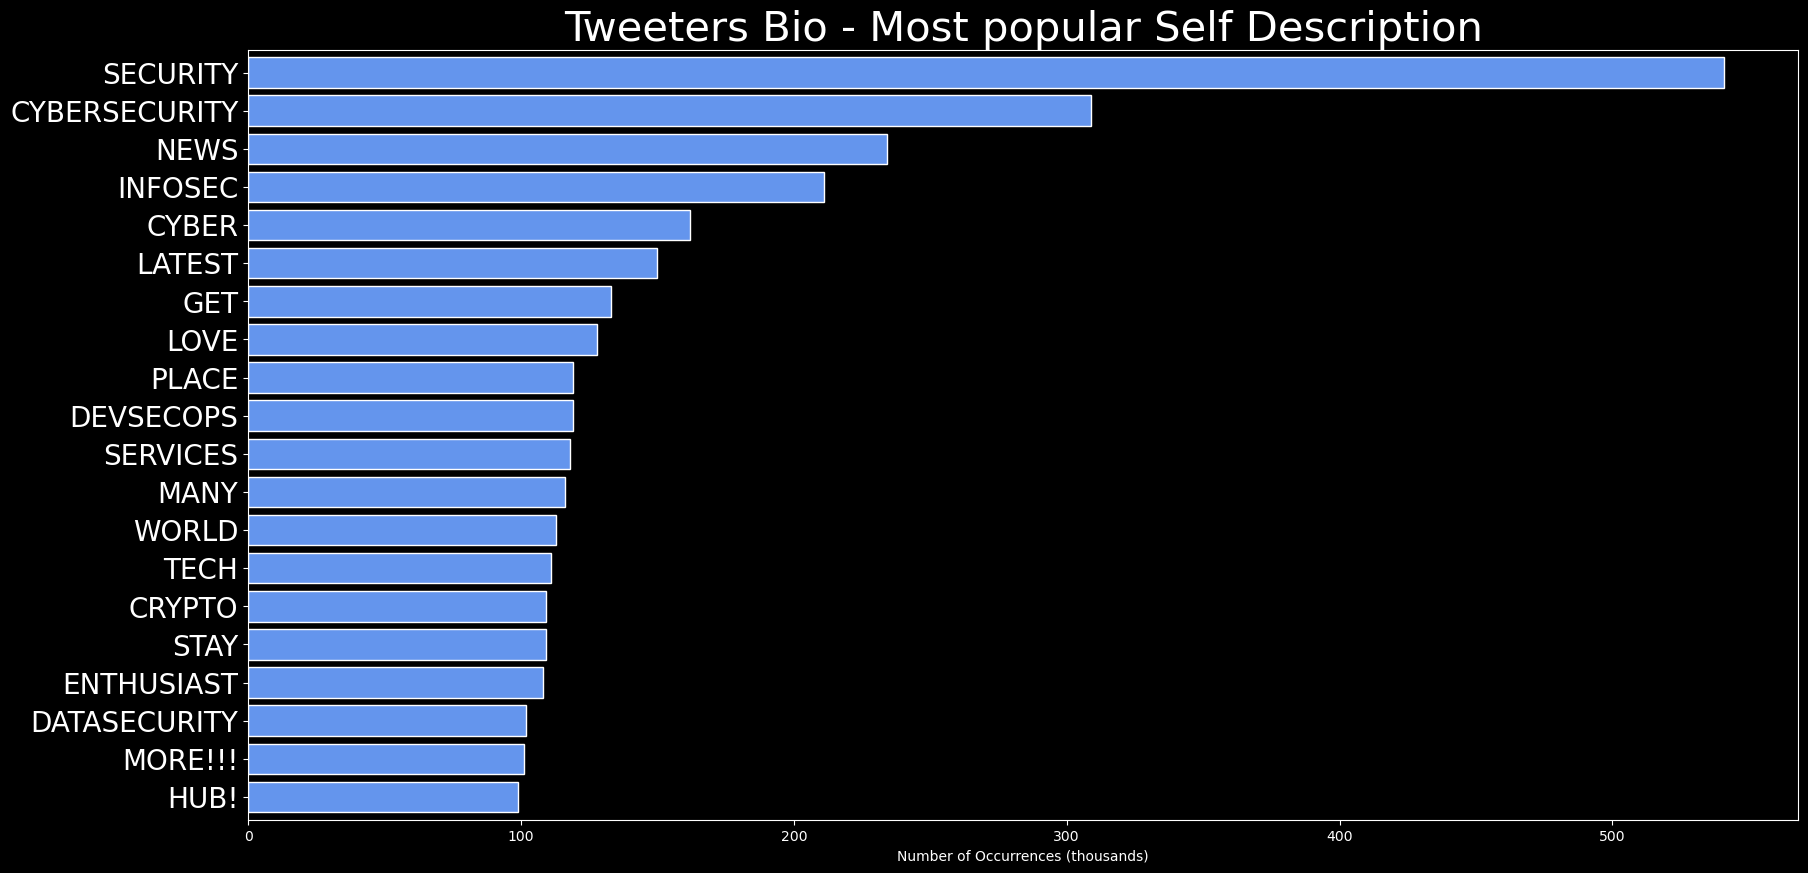 Tweeters Bio - Most popular Self Description
SECURITY
CYBERSECURITY
NEWS
INFOSEC
CYBER
LATEST
GET
LOVE
PLACE
DEVSECOPS
SERVICES
MANY
WORLD
TECH
CRYPTO
STAY
ENTHUSIAST
DATASECURITY
MORE!!!
HUB!
0 100 200 300 400 500
Number of Occurrences (thousands)